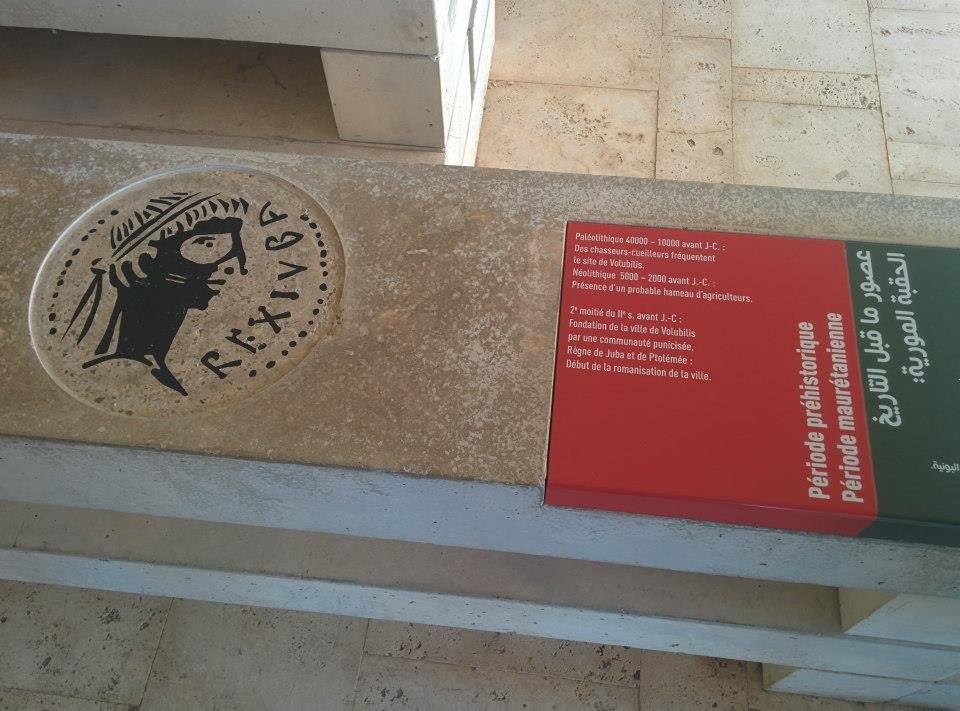 REXIVBA
Paléolithique 40000 – 10000 avant J-C. :
Des chasseurs-cueilleurs fréquentent
le site de Volubilis.
Néolithique 5000 – 2000 avant J.-C. :
Présence d'un probable hameau d'agriculteurs.
2e moitié du IIe s. avant J.-C :
Fondation de la ville de Volubilis
par une communauté punicisée.
Règne de Juba et de Ptolémée :
Début de la romanisation de la ville.
Période préhistorique
Période maurétanienne
عصور ما قبل التاريخ
الحقبة المورية:
اليونية.